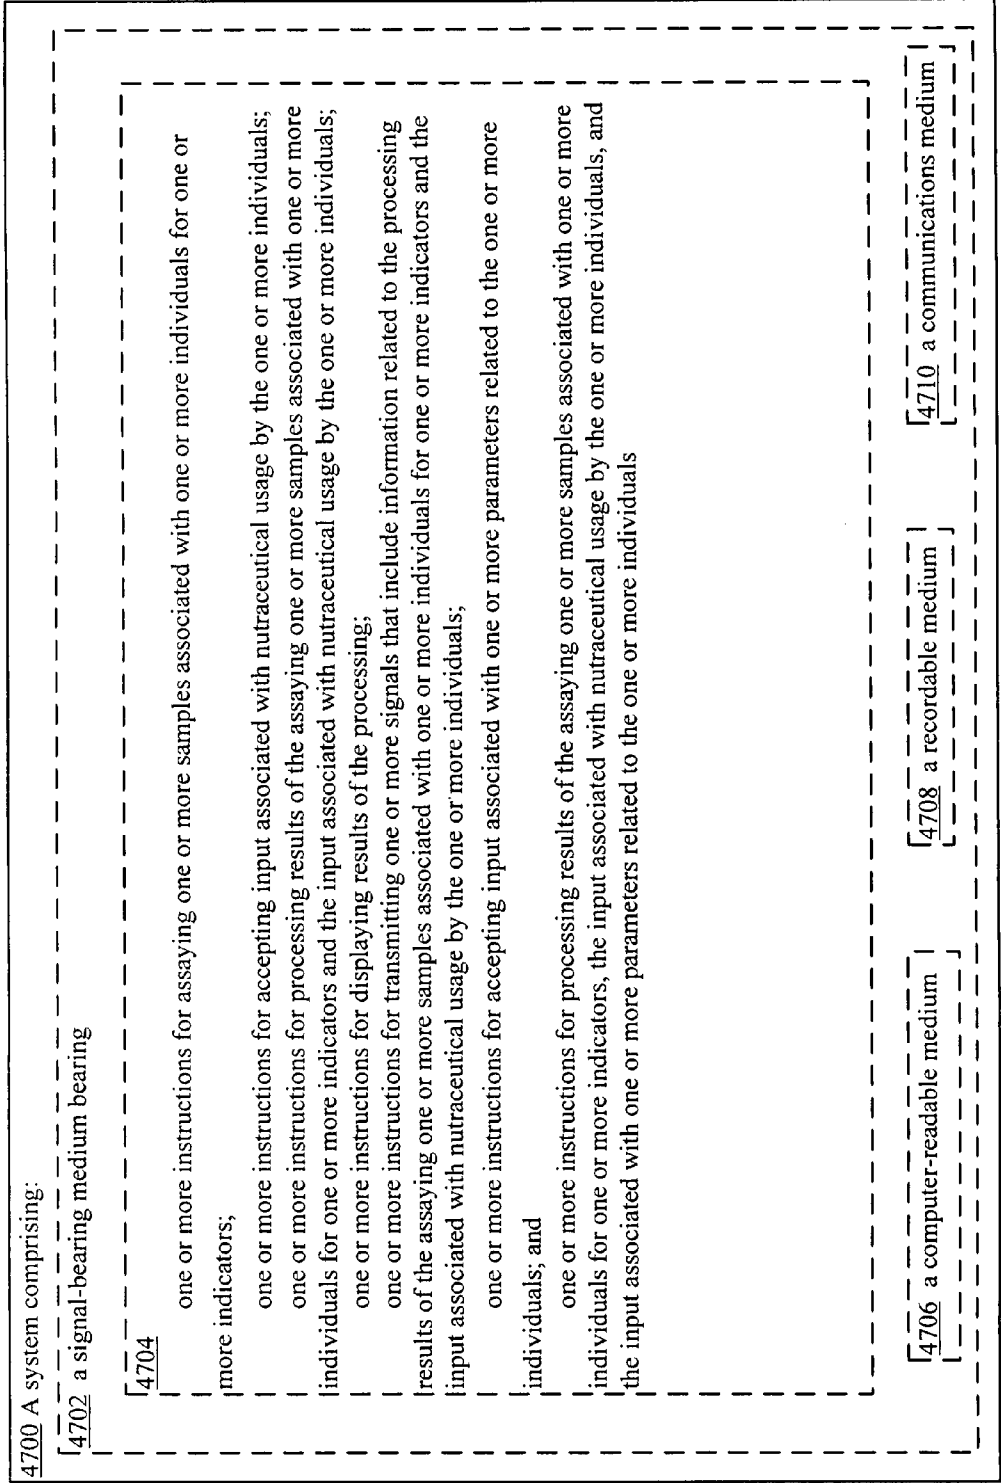 4700 A system comprising:
4702 a signal-bearing medium bearing
4704
one or more instructions for assaying one or more samples associated with one or more individuals for one or
more indicators;
one or more instructions for accepting input associated with nutraceutical usage by the one or more individuals;
one or more instructions for processing results of the assaying one or more samples associated with one or more
individuals for one or more indicators and the input associated with nutraceutical usage by the one or more individuals;
one or more instructions for displaying results of the processing;
one or more instructions for transmitting one or more signals that include information related to the processing
results of the assaying one or more samples associated with one or more individuals for one or more indicators and the
input associated with nutraceutical usage by the one or more individuals;
one or more instructions for accepting input associated with one or more parameters related to the one or more
individuals; and
one or more instructions for processing results of the assaying one or more samples associated with one or more
individuals for one or more indicators, the input associated with nutraceutical usage by the one or more individuals, and
the input associated with one or more parameters related to the one or more individuals
4706 a computer-readable medium
4708 a recordable medium
4710 a communications medium